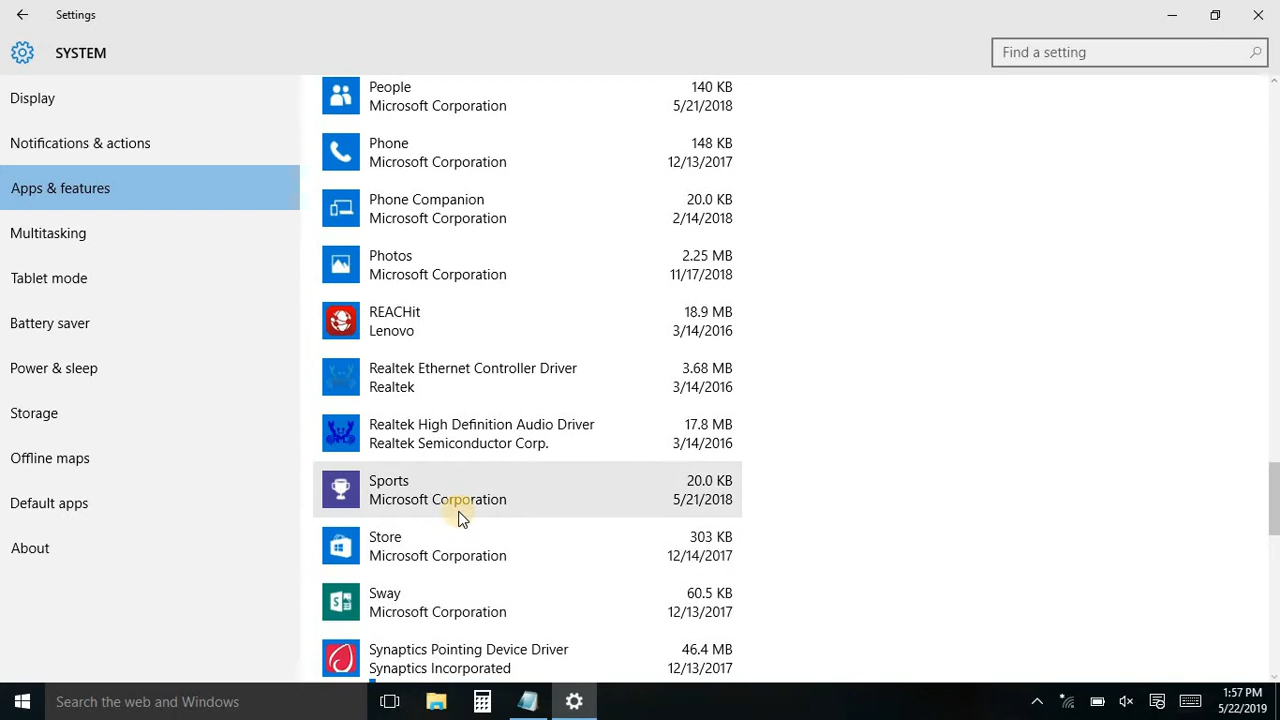 Settings
SYSTEM
Find a setting
Display
Notifications & actions
Apps & features
Multitasking
Tablet mode
Battery saver
Power & sleep
Storage
Offline maps
Default apps
About
People 140 KB
Microsoft Corporation 5/21/2018
Phone 148 KB
Microsoft Corporation 12/13/2017
Phone Companion 20.0 KB
Microsoft Corporation 2/14/2018
Photos 2.25 MB
Microsoft Corporation 11/17/2018
REACHit 18.9 MB
Lenovo 3/14/2016
Realtek Ethernet Controller Driver 3.68 MB
Realtek 3/14/2016
Realtek High Definition Audio Driver 17.8 MB
Realtek Semiconductor Corp. 3/14/2016
Sports 20.0 KB
Microsoft Corporation 5/21/2018
Store 303 KB
Microsoft Corporation 12/14/2017
Sway 60.5 KB
Microsoft Corporation 12/13/2017
Synaptics Pointing Device Driver 46.4 MB
Synaptics Incorporated 12/13/2017
Search the web and Windows
1:57 PM
5/22/2019